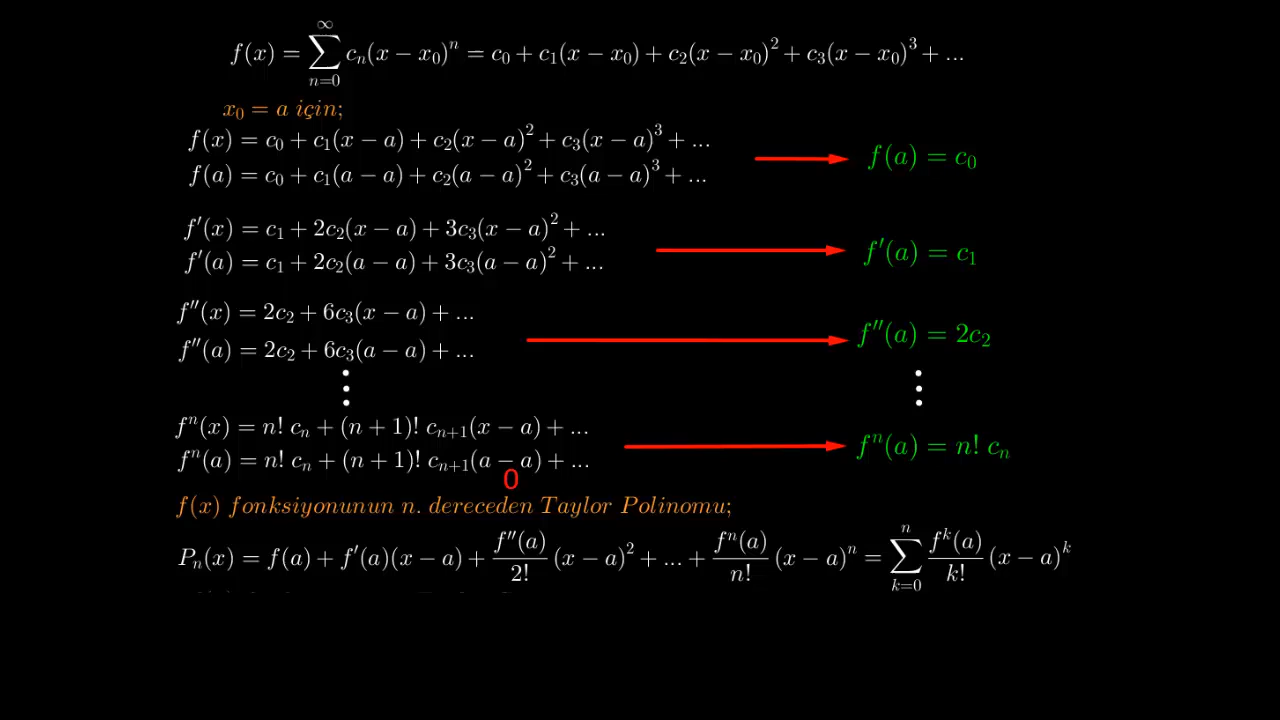 f(x) = ∑_{n=0}^{∞} c_n(x − x_0)^n = c_0 + c_1(x − x_0) + c_2(x − x_0)^2 + c_3(x − x_0)^3 + ...
x_0 = a için;
f(x) = c_0 + c_1(x − a) + c_2(x − a)^2 + c_3(x − a)^3 + ...
f(a) = c_0
f(a) = c_0 + c_1(a − a) + c_2(a − a)^2 + c_3(a − a)^3 + ...
f′(x) = c_1 + 2c_2(x − a) + 3c_3(x − a)^2 + ...
f′(a) = c_1
f′(a) = c_1 + 2c_2(a − a) + 3c_3(a − a)^2 + ...
f″(x) = 2c_2 + 6c_3(x − a) + ...
f″(a) = 2c_2
f″(a) = 2c_2 + 6c_3(a − a) + ...
f^n(x) = n! c_n + (n + 1)! c_{n+1}(x − a) + ...
f^n(a) = n! c_n
f^n(a) = n! c_n + (n + 1)! c_{n+1}(a − a) + ...
0
f(x) fonksiyonunun n. dereceden Taylor Polinomu;
P_n(x) = f(a) + f′(a)(x − a) + \frac{f″(a)}{2!}(x − a)^2 + ... + \frac{f^n(a)}{n!}(x − a)^n = ∑_{k=0}^{n} \frac{f^k(a)}{k!}(x − a)^k